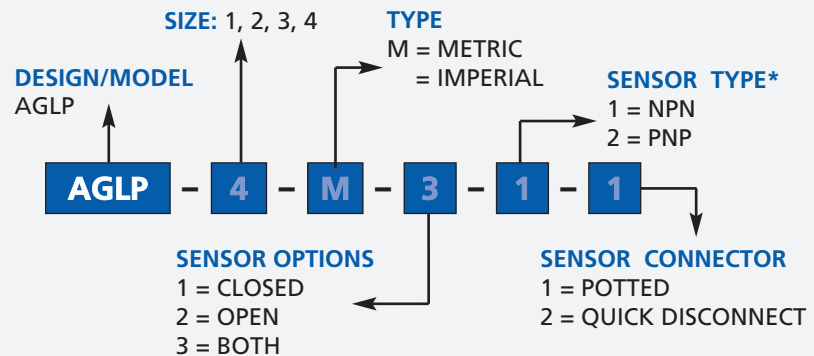 SIZE: 1, 2, 3, 4
TYPE
M = METRIC
= IMPERIAL
DESIGN/MODEL
AGLP
SENSOR TYPE*
1 = NPN
2 = PNP
AGLP - 4 - M - 3 - 1 - 1
SENSOR OPTIONS
1 = CLOSED
2 = OPEN
3 = BOTH
SENSOR CONNECTOR
1 = POTTED
2 = QUICK DISCONNECT